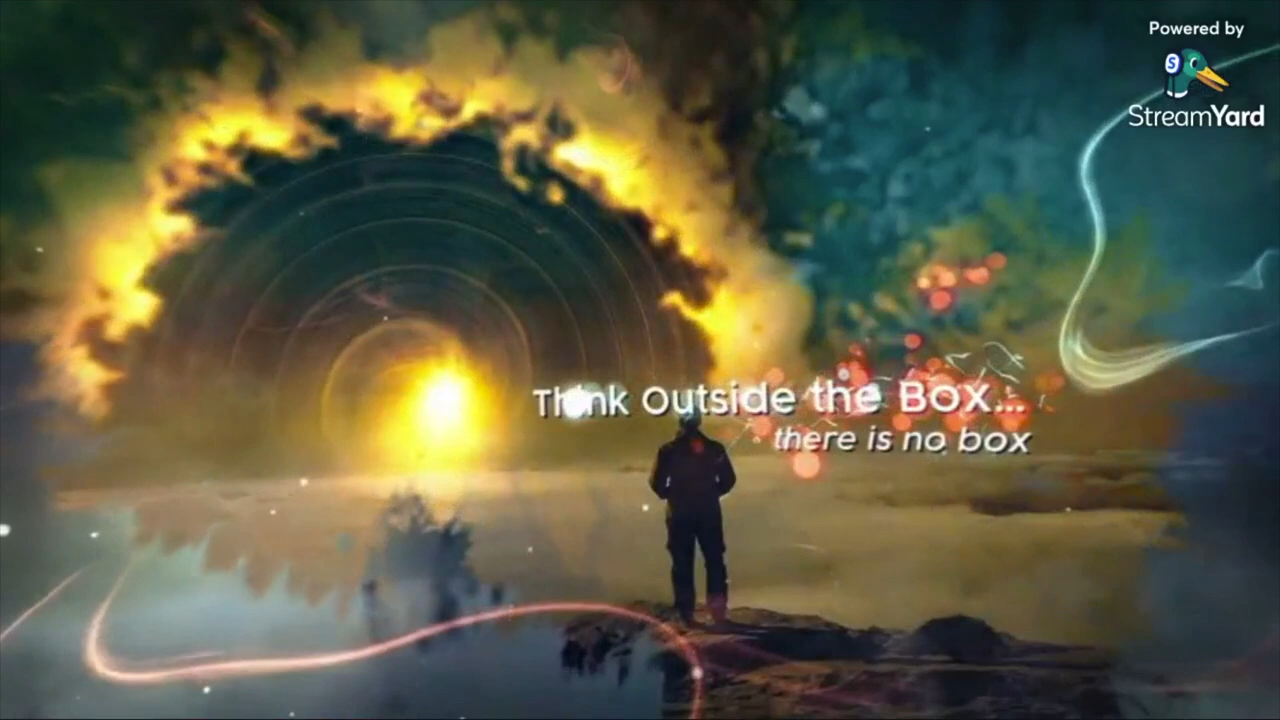 Powered by
StreamYard
Think Outside the Box...
there is no box